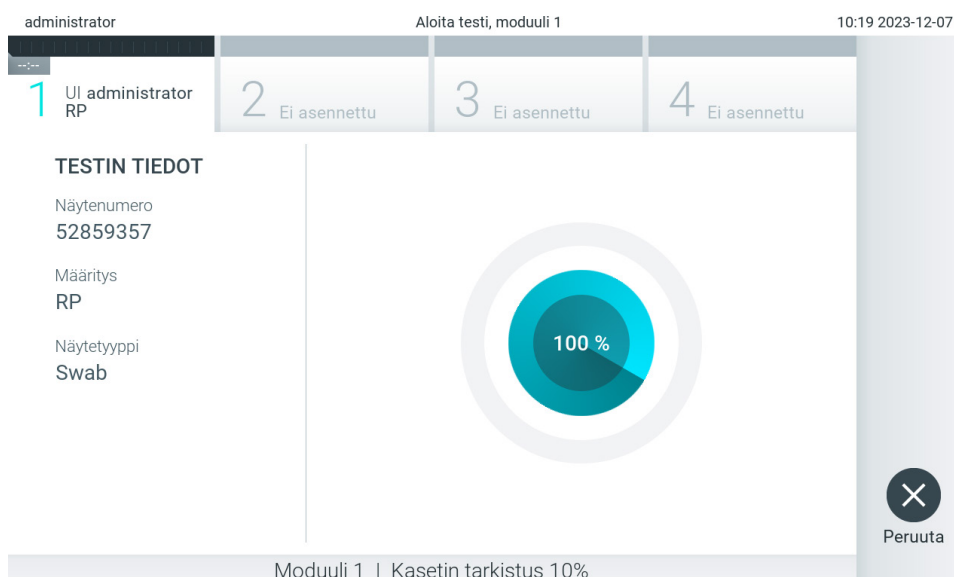 administrator
Aloita testi, moduuli 1
10:19 2023-12-07
--:--
1
UI administrator
RP
2 Ei asennettu
3 Ei asennettu
4 Ei asennettu
TESTIN TIEDOT
Näytenumero
52859357
Määritys
RP
Näytetyyppi
Swab
100 %
Peruuta
Moduuli 1 | Kasetin tarkistus 10%